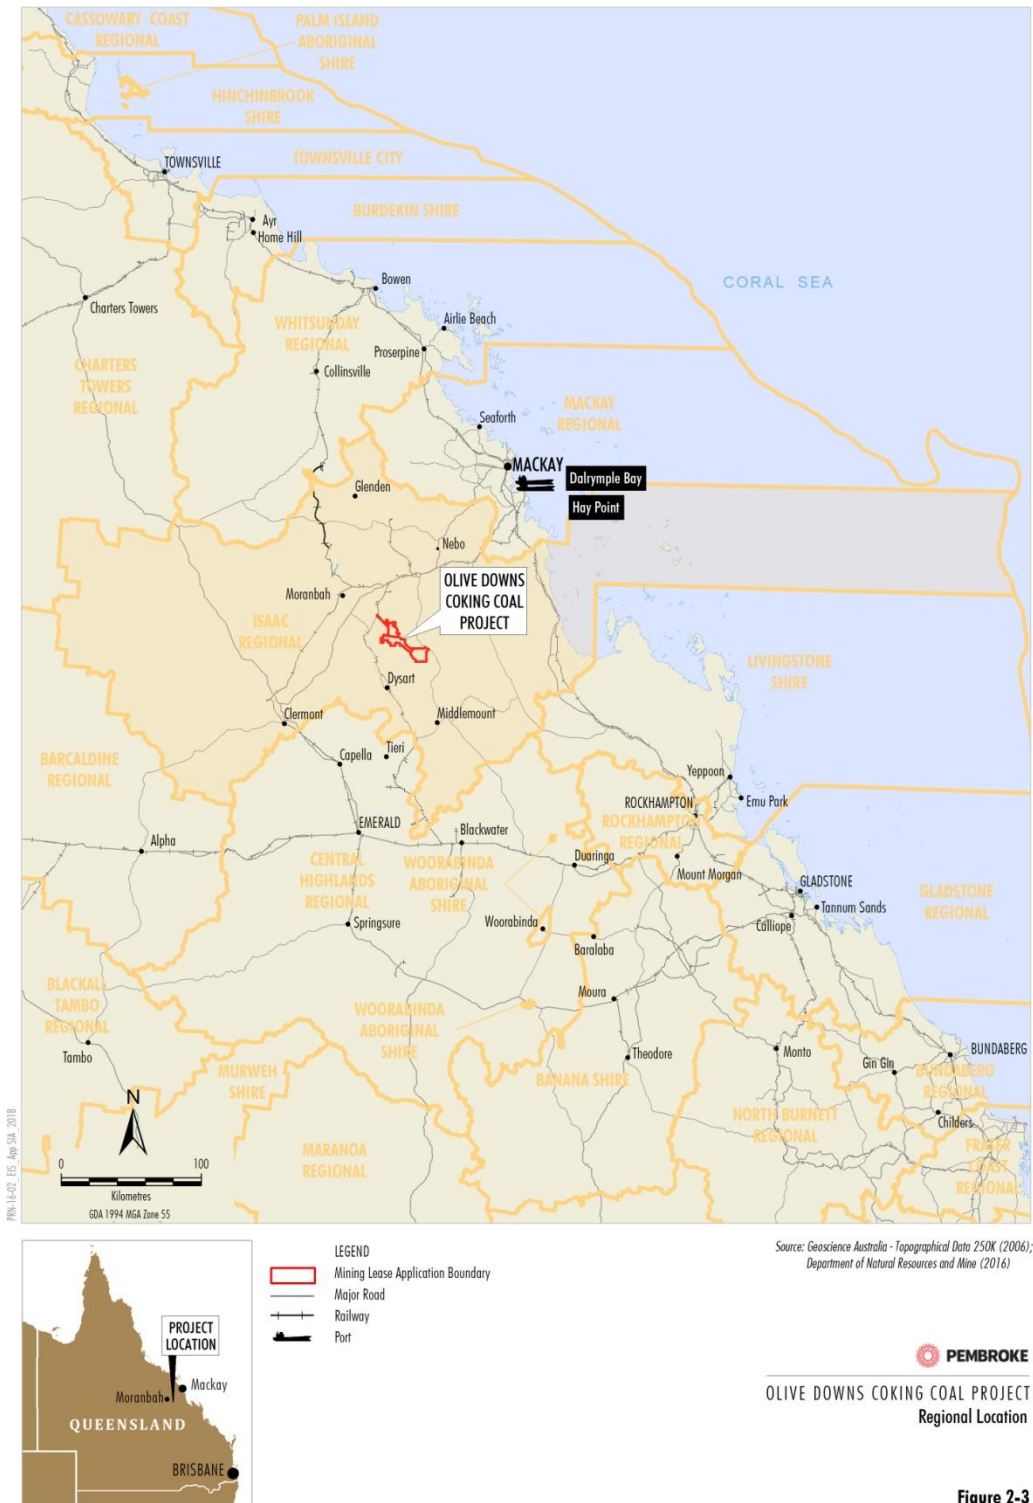 CASSOWARY COAST
REGIONAL
PALM ISLAND
ABORIGINAL
SHIRE
HINCHINBROOK
SHIRE
TOWNSVILLE
TOWNSVILLE CITY
BURDEKIN SHIRE
Ayr
Home Hill
CORAL SEA
Bowen
Charters Towers
Airlie Beach
WHITSUNDAY
REGIONAL
Proserpine
CHARTERS
TOWERS
REGIONAL
Collinsville
MACKAY
REGIONAL
Seaforth
MACKAY
Dalrymple Bay
Hay Point
Glenden
Nebo
OLIVE DOWNS
COKING COAL
PROJECT
Moranbah
ISAAC
REGIONAL
LIVINGSTONE
SHIRE
Dysart
Middlemount
Clermont
BARCALDINE
REGIONAL
Capella
Tieri
Yeppoon
Emu Park
ROCKHAMPTON
ROCKHAMPTON
REGIONAL
EMERALD
Blackwater
Alpha
CENTRAL
HIGHLANDS
REGIONAL
WOORABINDA
ABORIGINAL
SHIRE
Duaringa
Mount Morgan
GLADSTONE
GLADSTONE
REGIONAL
Tannum Sands
Calliope
Springsure
Woorabinda
Baralaba
BLACKALL
TAMBO
REGIONAL
WOORABINDA
ABORIGINAL
SHIRE
Moura
Tambo
MURWEH
SHIRE
Theodore
BANANA SHIRE
Monto
BUNDABERG
Gin Gin
BUNDABERG
REGIONAL
NORTH BURNETT
REGIONAL
Childers
FRASER
COAST
REGIONAL
MARANOA
REGIONAL
N
0 100
Kilometres
GDA 1994 MGA Zone 55
PRN-16-02_EIS_App SIA_201B
Source: Geoscience Australia - Topographical Data 250K (2006);
Department of Natural Resources and Mine (2016)
LEGEND
Mining Lease Application Boundary
Major Road
Railway
Port
PROJECT
LOCATION
Moranbah
Mackay
QUEENSLAND
BRISBANE
PEMBROKE
OLIVE DOWNS COKING COAL PROJECT
Regional Location
Figure 2-3